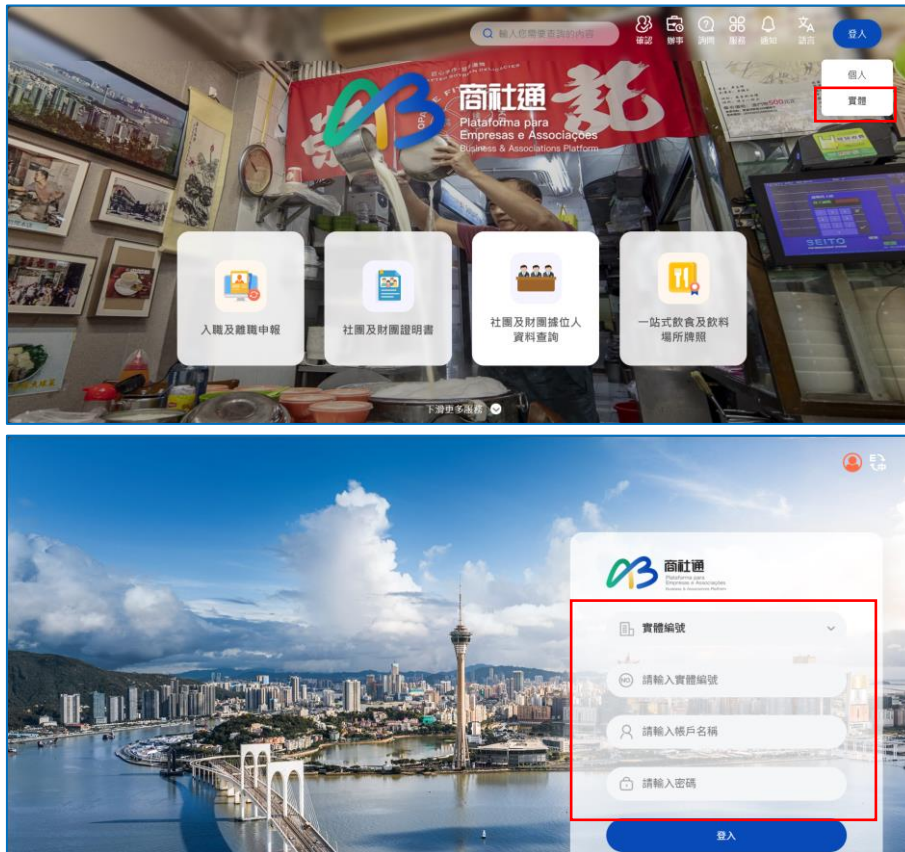 輸入您需要查詢的內容
確認 辦事 詢問 服務 通知 語言
登入
個人
實體
商社通
Plataforma para
Empresas e Associações
Business & Associations Platform
入職及離職申報
社團及財團證明書
社團及財團據位人
資料查詢
一站式飲食及飲料
場所牌照
下滑更多服務
SEITO
商社通
Plataforma para
Empresas e Associações
Business & Associations Platform
實體編號
NO.
請輸入實體編號
請輸入帳戶名稱
請輸入密碼
登入